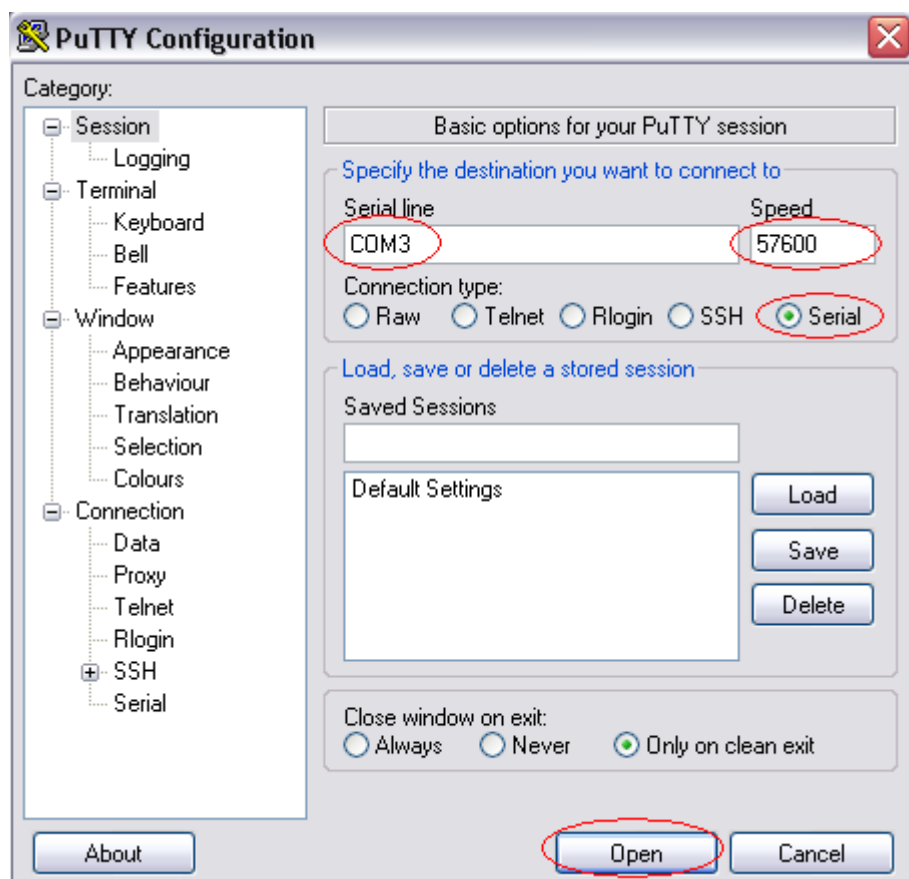 PuTTY Configuration
Category:
Session
Logging
Terminal
Keyboard
Bell
Features
Window
Appearance
Behaviour
Translation
Selection
Colours
Connection
Data
Proxy
Telnet
Rlogin
SSH
Serial
Basic options for your PuTTY session
Specify the destination you want to connect to
Serial line Speed
COM3 57600
Connection type:
Raw Telnet Rlogin SSH Serial
Load, save or delete a stored session
Saved Sessions
Default Settings
Load
Save
Delete
Close window on exit:
Always Never Only on clean exit
About Open Cancel